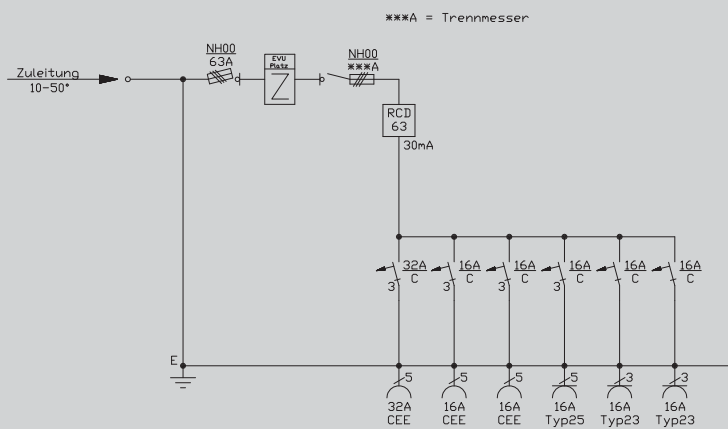 ***A = Trennmesser
Zuleitung
10-50°
NH00
63A
EVU
Platz
Z
NH00
***A
RCD
63
30mA
32A 16A 16A 16A 16A 16A
C C C C C C
3 3 3 3 3 3
E
5 5 5 5 3 3
32A 16A 16A 16A 16A 16A
CEE CEE CEE Typ25 Typ23 Typ23